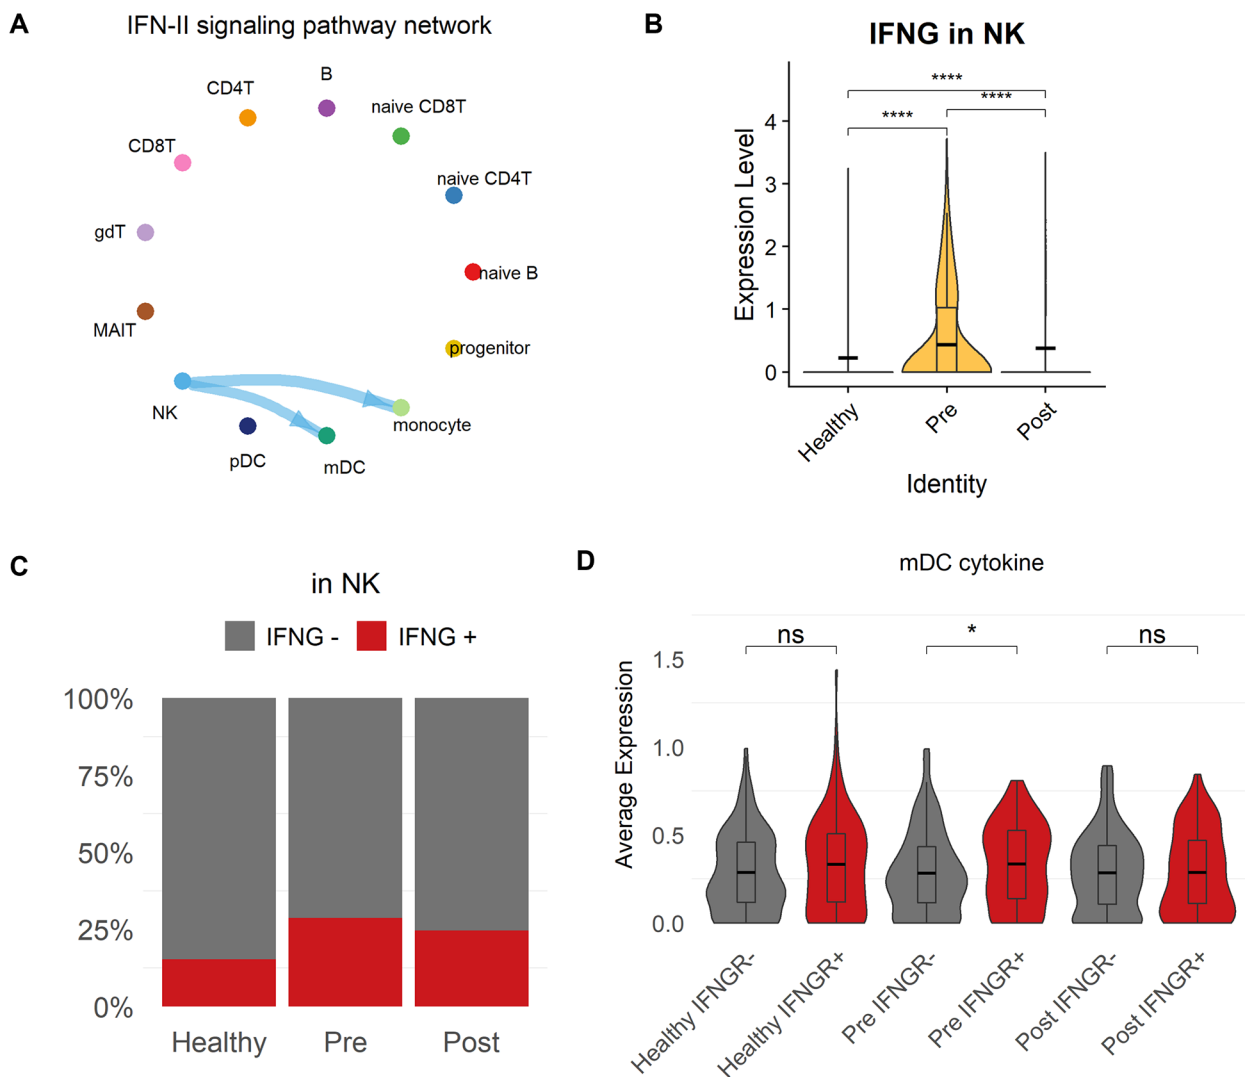 A
IFN-II signaling pathway network
B
CD4T
naive CD8T
CD8T
naive CD4T
gdT
naive B
MAIT
progenitor
NK
monocyte
pDC
mDC
B
IFNG in NK
****
****
****
Expression Level
4
3
2
1
0
Healthy
Pre
Post
Identity
C
in NK
IFNG -
IFNG +
100%
75%
50%
25%
0%
Healthy
Pre
Post
D
mDC cytokine
ns
*
ns
Average Expression
1.5
1.0
0.5
0.0
Healthy IFNGR-
Healthy IFNGR+
Pre IFNGR-
Pre IFNGR+
Post IFNGR-
Post IFNGR+